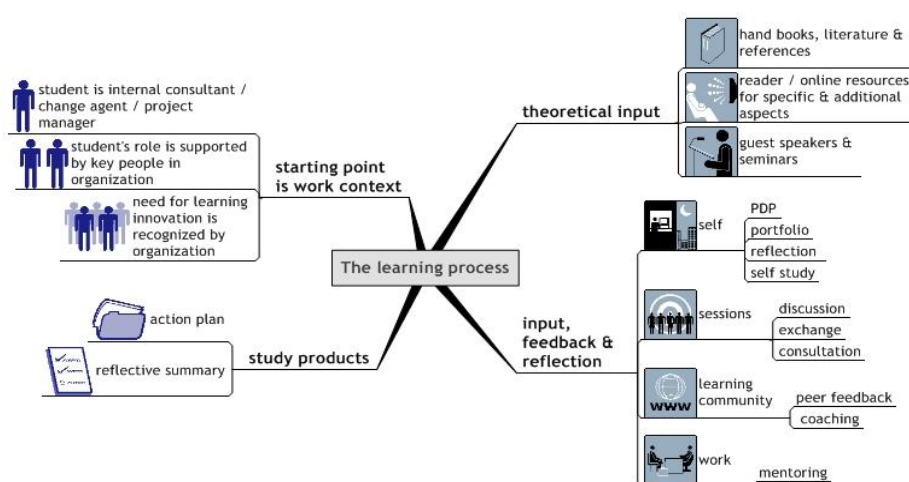 The learning process
starting point
is work context
student is internal consultant /
change agent / project
manager
student's role is supported
by key people in
organization
need for learning
innovation is
recognized by
organization
study products
action plan
reflective summary
theoretical input
hand books, literature &
references
reader / online resources
for specific & additional
aspects
guest speakers &
seminars
input,
feedback &
reflection
self
PDP
portfolio
reflection
self study
sessions
discussion
exchange
consultation
www
learning
community
peer feedback
coaching
work
mentoring